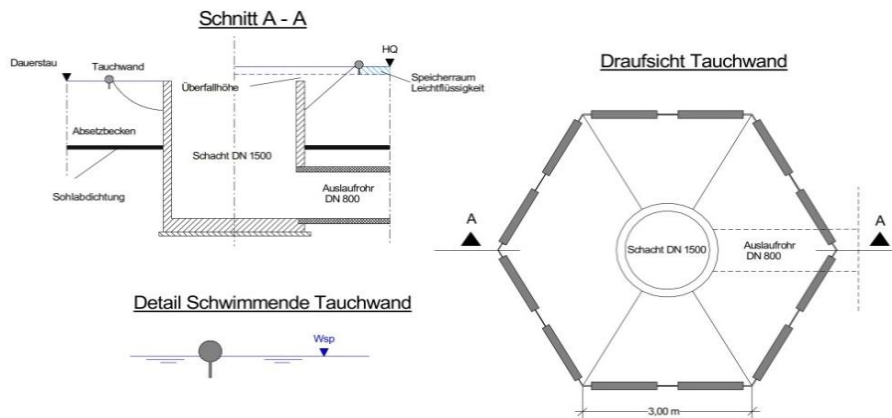 Schnitt A - A
Dauerstau
Tauchwand
Überfallhöhe
HQ
Speicherraum
Leichtflüssigkeit
Absetzbecken
Schacht DN 1500
Sohlabdichtung
Auslaufrohr
DN 800
Detail Schwimmende Tauchwand
Wsp
Draufsicht Tauchwand
A
A
Schacht DN 1500
Auslaufrohr
DN 800
3,00 m